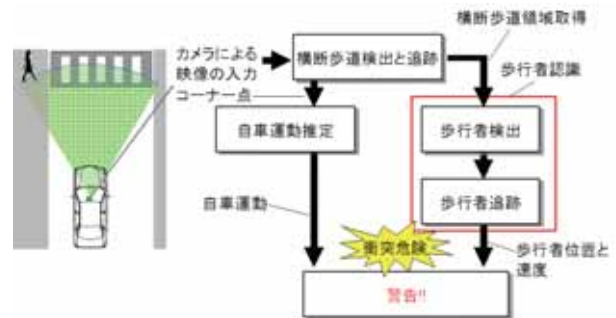 横断歩道領域取得
カメラによる
映像の入力
コーナー点
横断歩道検出と追跡
歩行者認識
自車運動推定
歩行者検出
歩行者追跡
自車運動
衝突危険
歩行者位置と
速度
警告!!